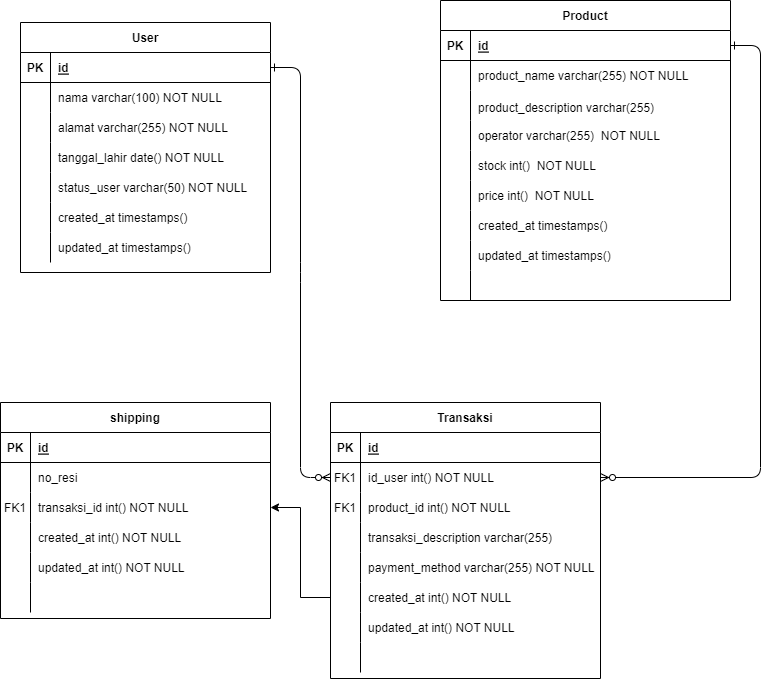 User
PK id
nama varchar(100) NOT NULL
alamat varchar(255) NOT NULL
tanggal_lahir date() NOT NULL
status_user varchar(50) NOT NULL
created_at timestamps()
updated_at timestamps()
Product
PK id
product_name varchar(255) NOT NULL
product_description varchar(255)
operator varchar(255)  NOT NULL
stock int()  NOT NULL
price int()  NOT NULL
created_at timestamps()
updated_at timestamps()
shipping
PK id
no_resi
FK1 transaksi_id int() NOT NULL
created_at int() NOT NULL
updated_at int() NOT NULL
Transaksi
PK id
FK1 id_user int() NOT NULL
FK1 product_id int() NOT NULL
transaksi_description varchar(255)
payment_method varchar(255) NOT NULL
created_at int() NOT NULL
updated_at int() NOT NULL